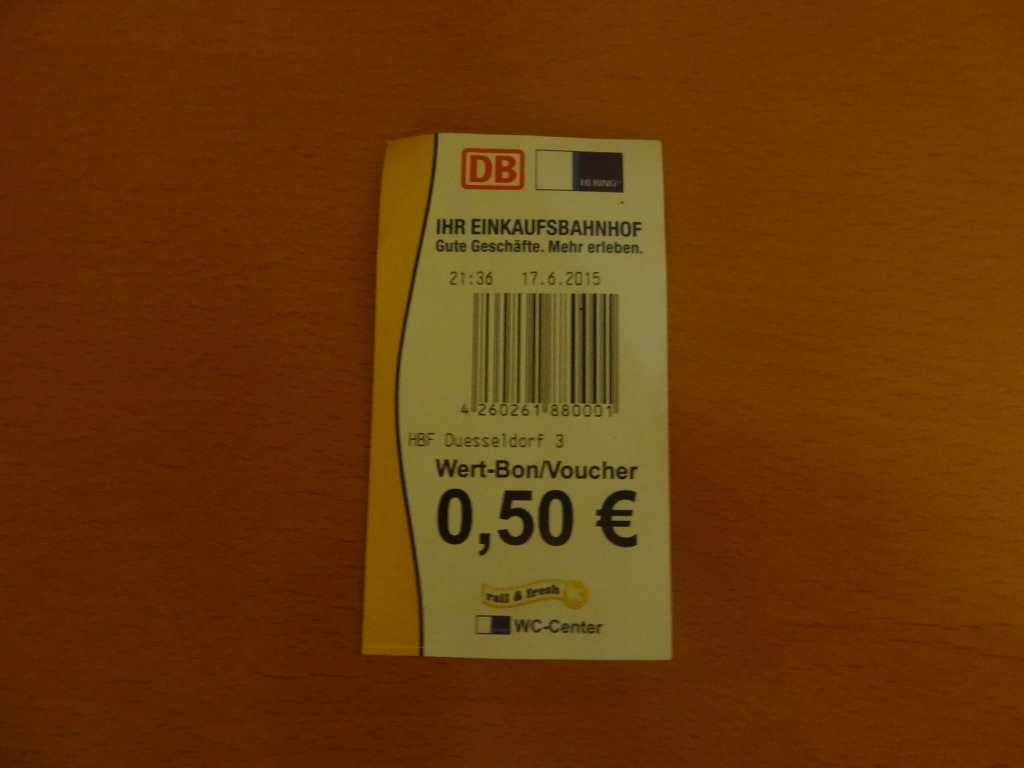 DB HERING
IHR EINKAUFSBAHNHOF
Gute Geschäfte. Mehr erleben.
21:36 17.6.2015
4 260261 880001
HBF Duesseldorf 3
Wert-Bon/Voucher
0,50 €
rail & fresh WC
WC-Center